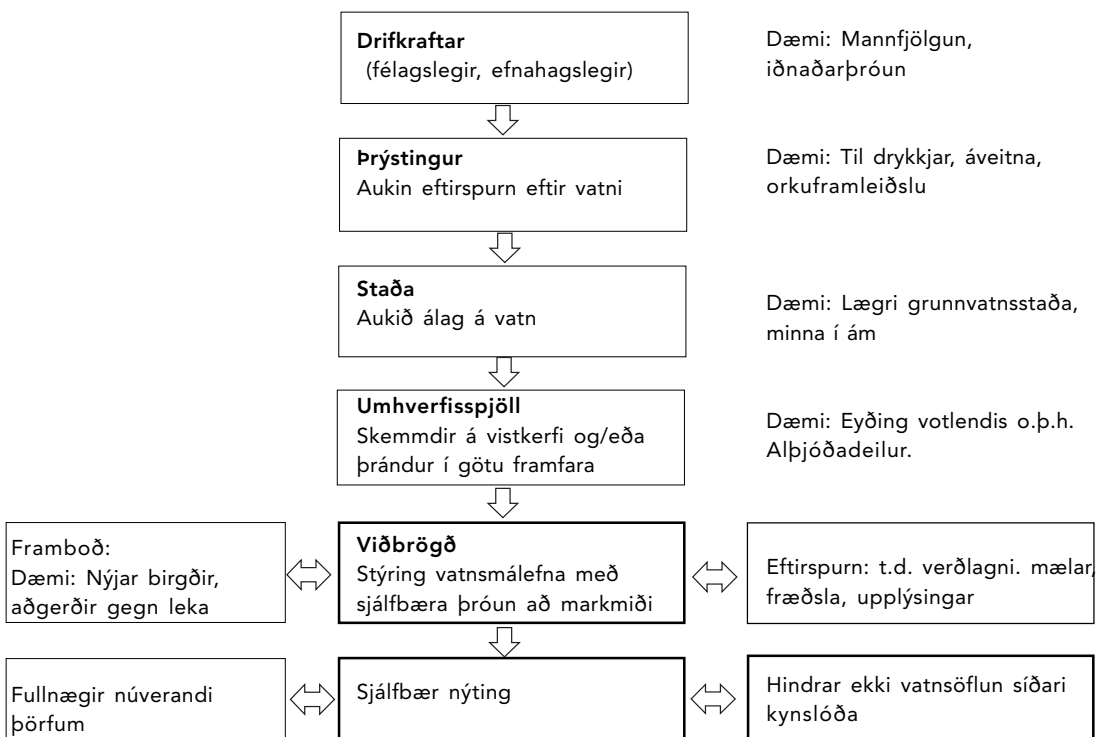 Drifkraftar
(félagslegir, efnahagslegir)
Dæmi: Mannfjölgun,
iðnaðarþróun
Þrýstingur
Aukin eftirspurn eftir vatni
Dæmi: Til drykkjar, áveitna,
orkuframleiðslu
Staða
Aukið álag á vatn
Dæmi: Lægri grunnvatnsstaða,
minna í ám
Umhverfisspjöll
Skemmdir á vistkerfi og/eða
þrándur í götu framfara
Dæmi: Eyðing votlendis o.þ.h.
Alþjóðadeilur.
Framboð:
Dæmi: Nýjar birgðir,
aðgerðir gegn leka
Viðbrögð
Stýring vatnsmálefna með
sjálfbæra þróun að markmiði
Eftirspurn: t.d. verðlagni. mælar,
fræðsla, upplýsingar
Fullnægir núverandi
þörfum
Sjálfbær nýting
Hindrar ekki vatnsöflun síðari
kynslóða